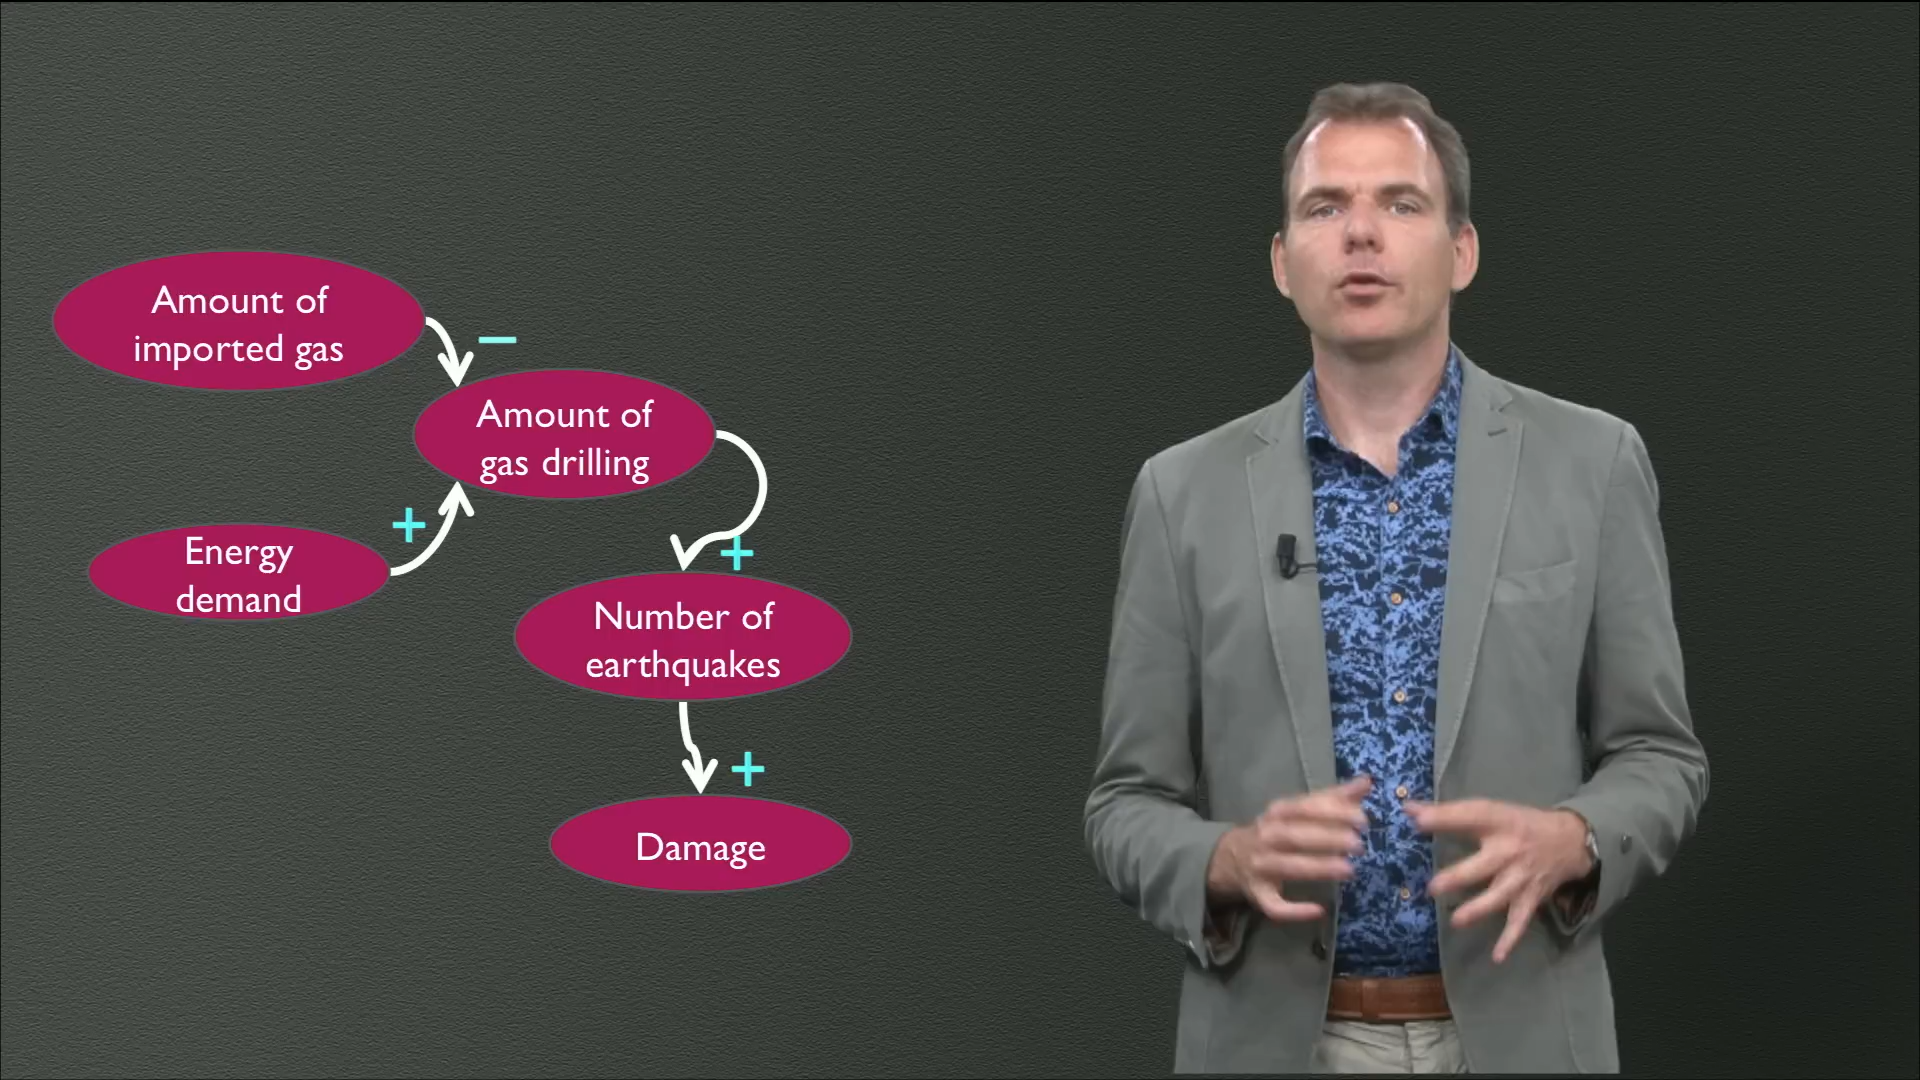 Amount of
imported gas
–
Amount of
gas drilling
+
Energy
demand
+
Number of
earthquakes
+
Damage